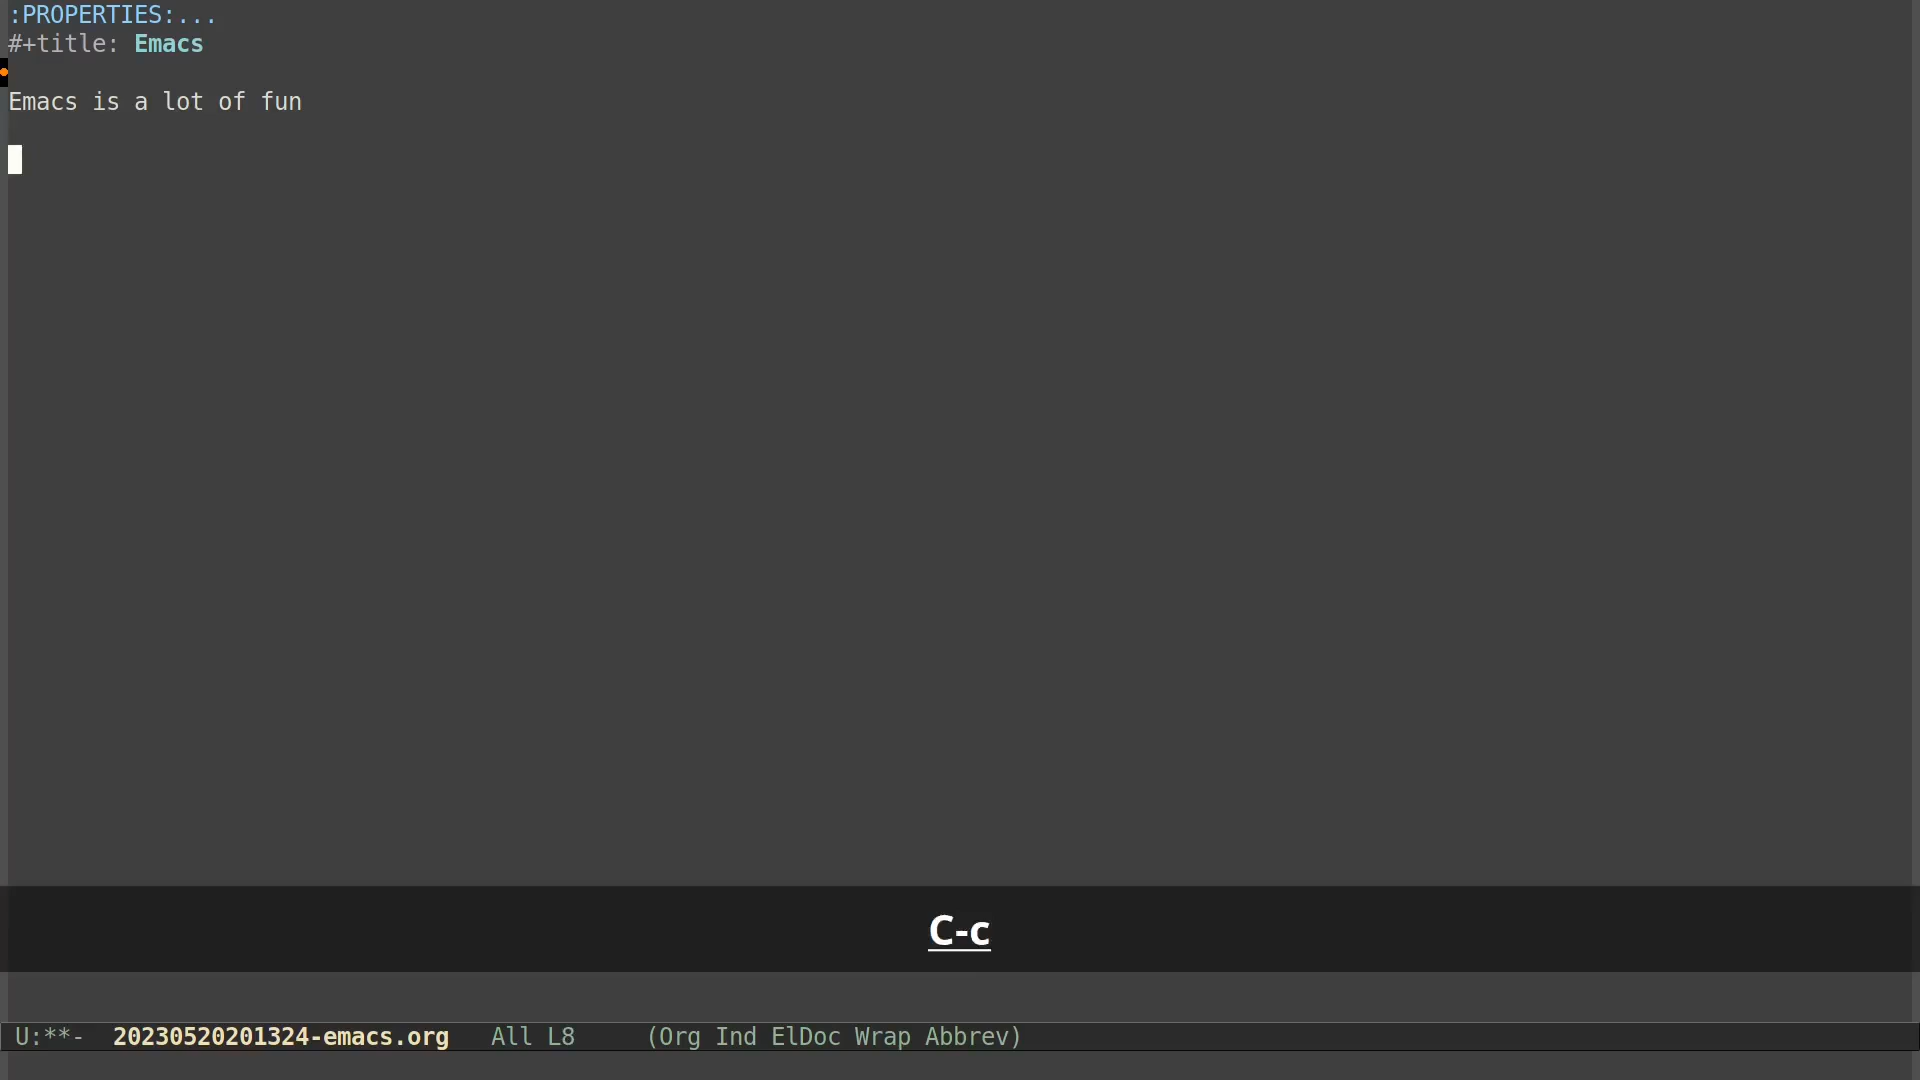 :PROPERTIES:...
#+title: Emacs
Emacs is a lot of fun
C-c
U:**-  20230520201324-emacs.org   All L8     (Org Ind ElDoc Wrap Abbrev)